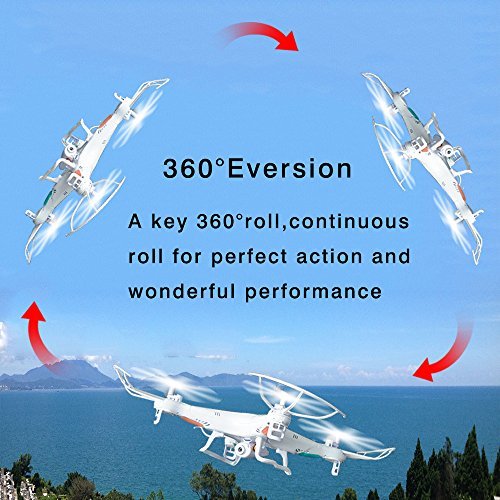 360°Eversion
A key 360°roll,continuous
roll for perfect action and
wonderful performance